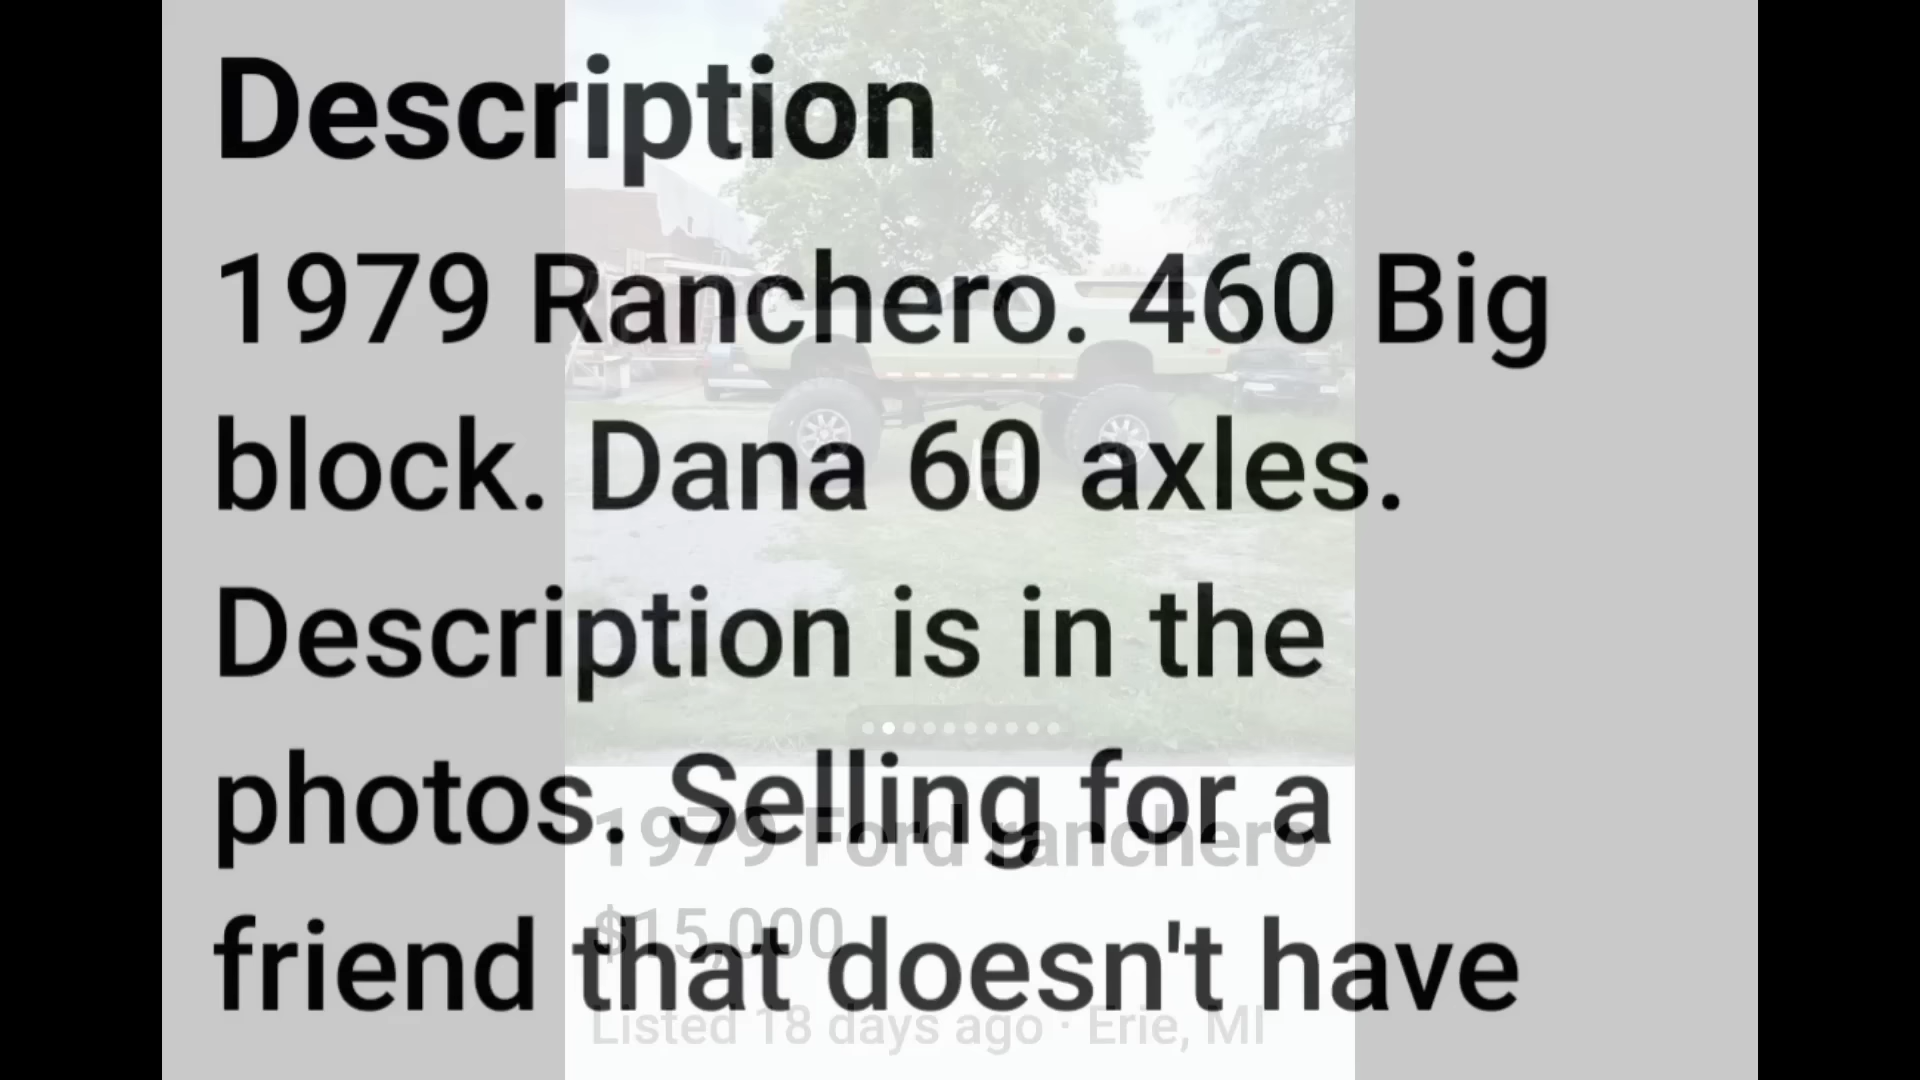 Description
1979 Ranchero. 460 Big
block. Dana 60 axles.
Description is in the
photos. Selling for a
friend that doesn't have
1979 Ford ranchero
$15,000
Listed 18 days ago · Erie, MI